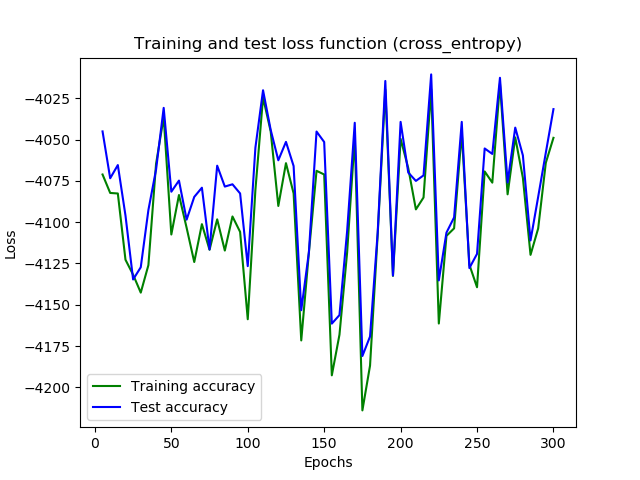 Training and test loss function (cross_entropy)
Loss
−4025
−4050
−4075
−4100
−4125
−4150
−4175
−4200
Training accuracy
Test accuracy
0 50 100 150 200 250 300
Epochs